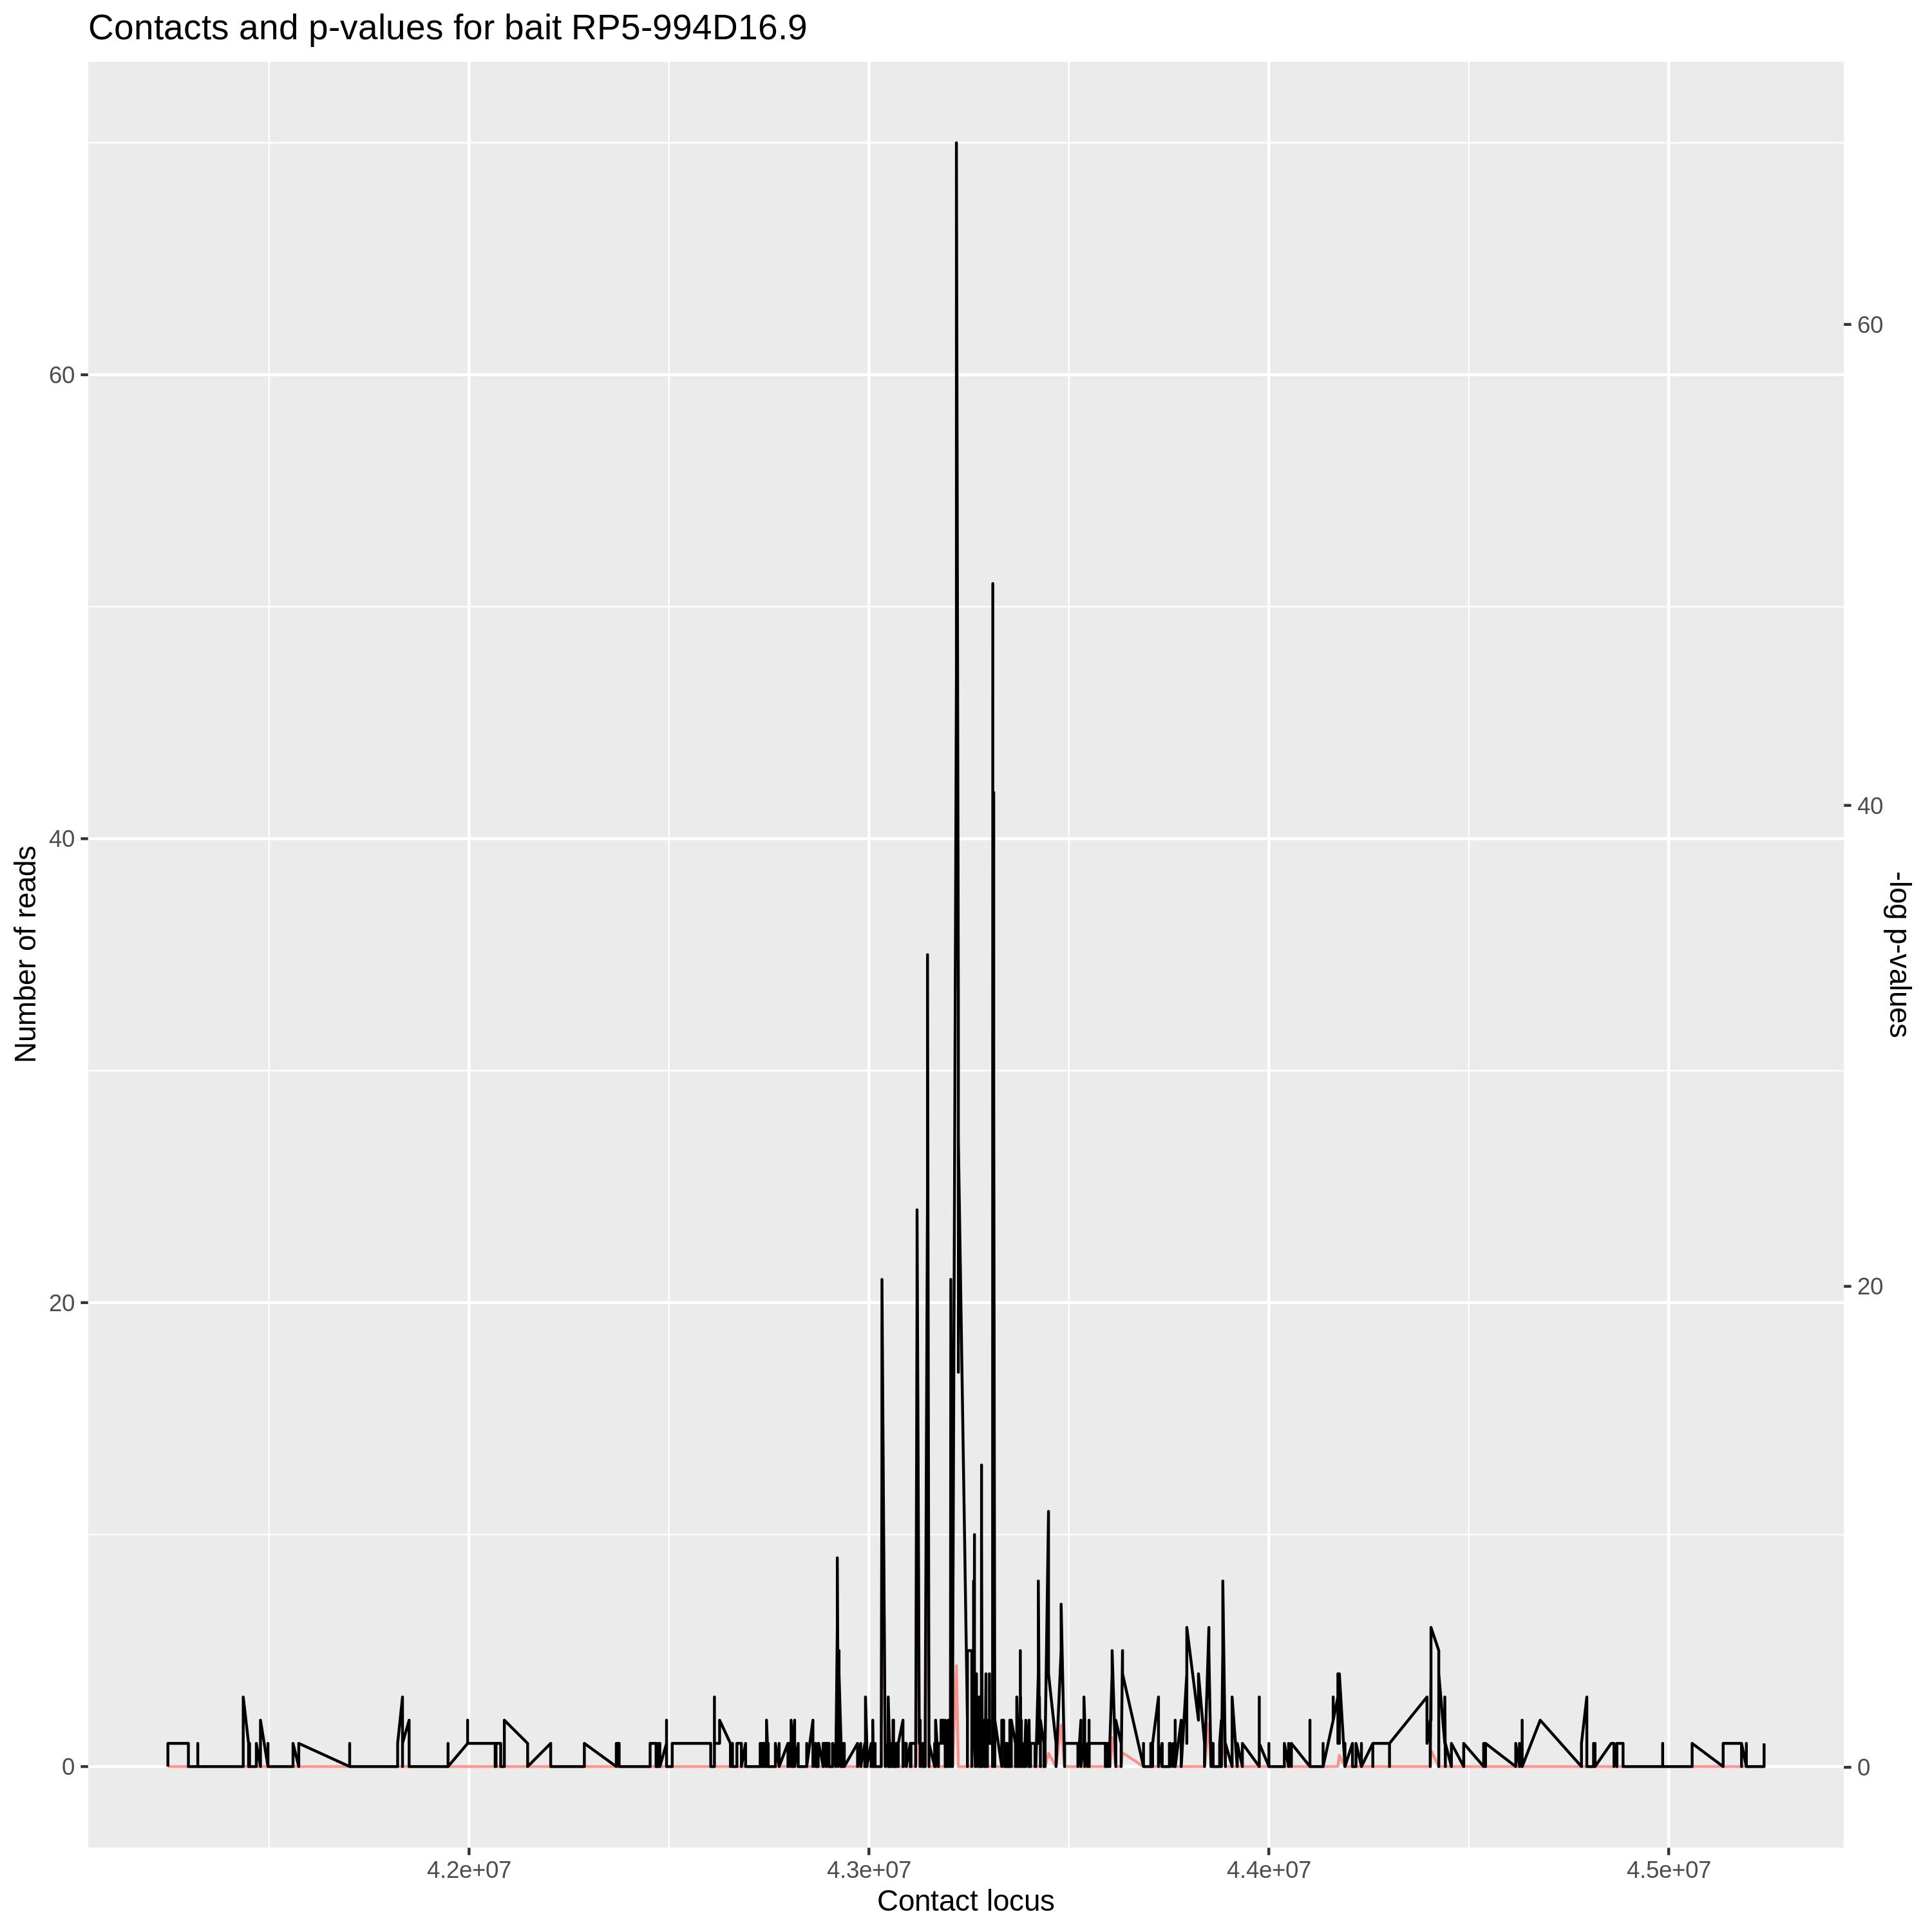 Contacts and p-values for bait RP5-994D16.9
60
40
20
0
Number of reads
60
40
20
0
-log p-values
4.2e+07
4.3e+07
4.4e+07
4.5e+07
Contact locus